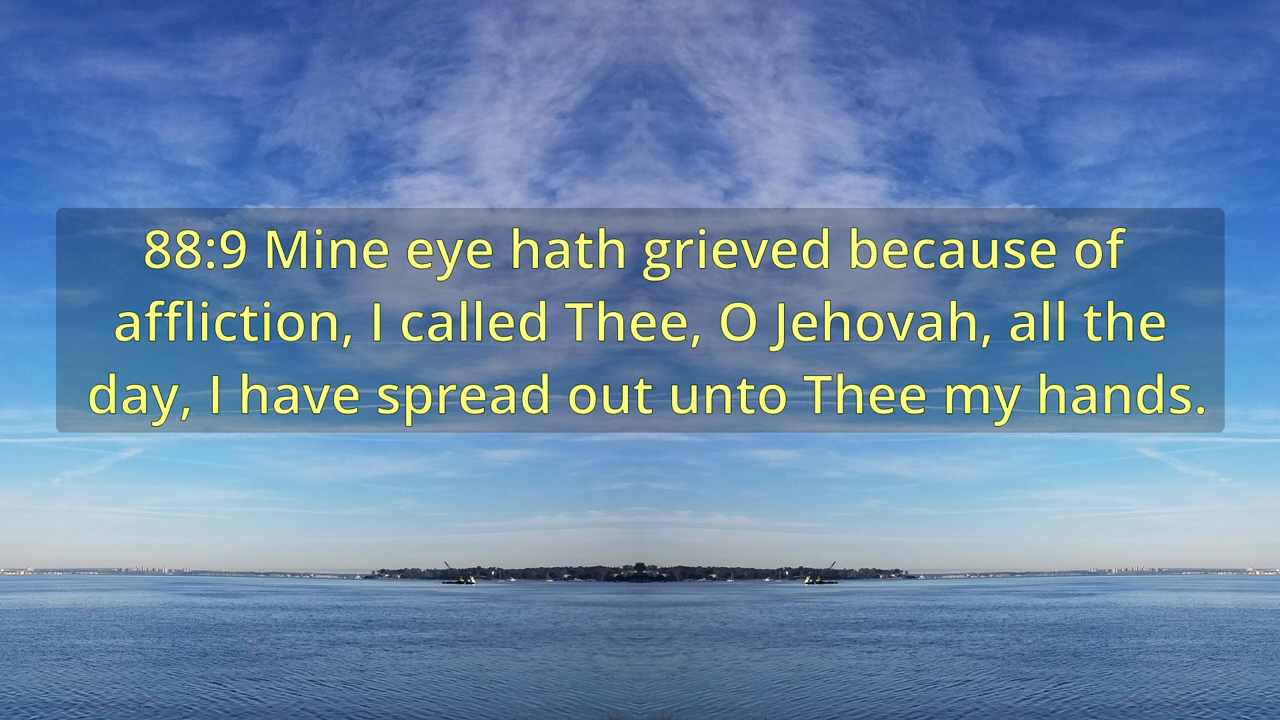 88:9 Mine eye hath grieved because of
affliction, I called Thee, O Jehovah, all the
day, I have spread out unto Thee my hands.